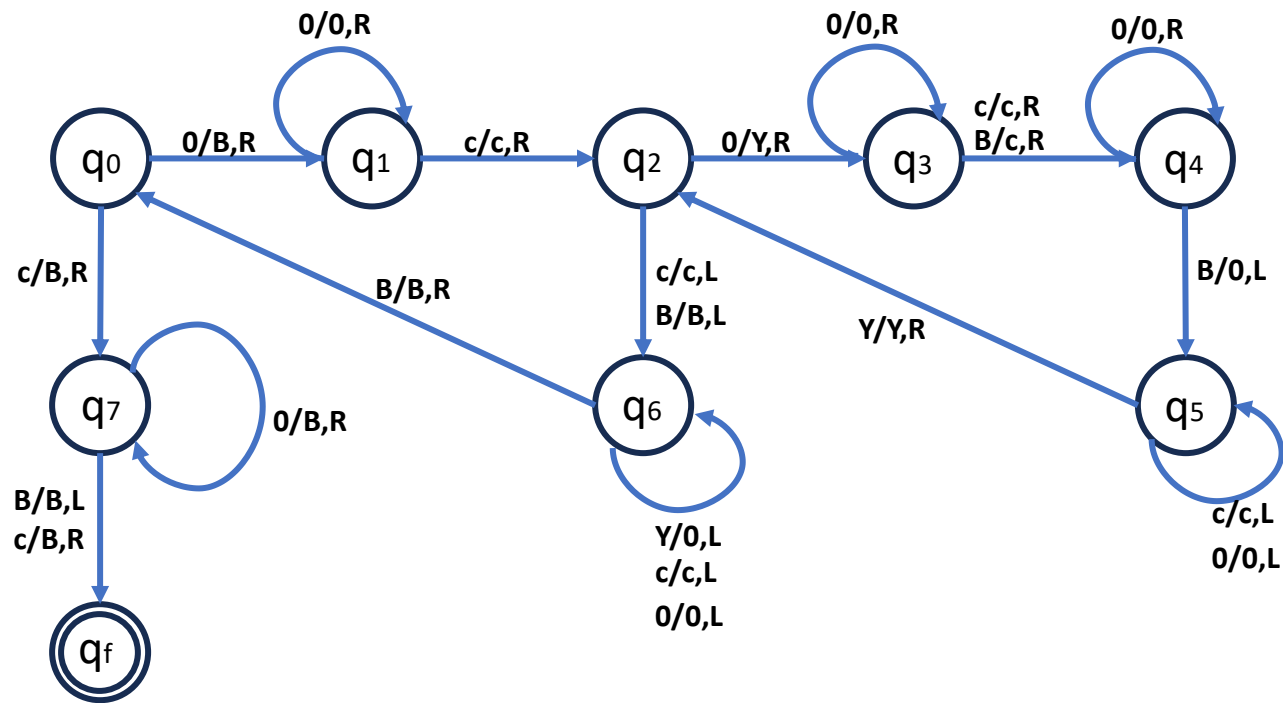 0/0,R
0/0,R
0/0,R
q0
0/B,R
q1
c/c,R
q2
0/Y,R
q3
c/c,R
B/c,R
q4
c/B,R
B/B,R
c/c,L
B/B,L
Y/Y,R
B/0,L
q7
0/B,R
q6
q5
B/B,L
c/B,R
Y/0,L
c/c,L
0/0,L
c/c,L
0/0,L
qf